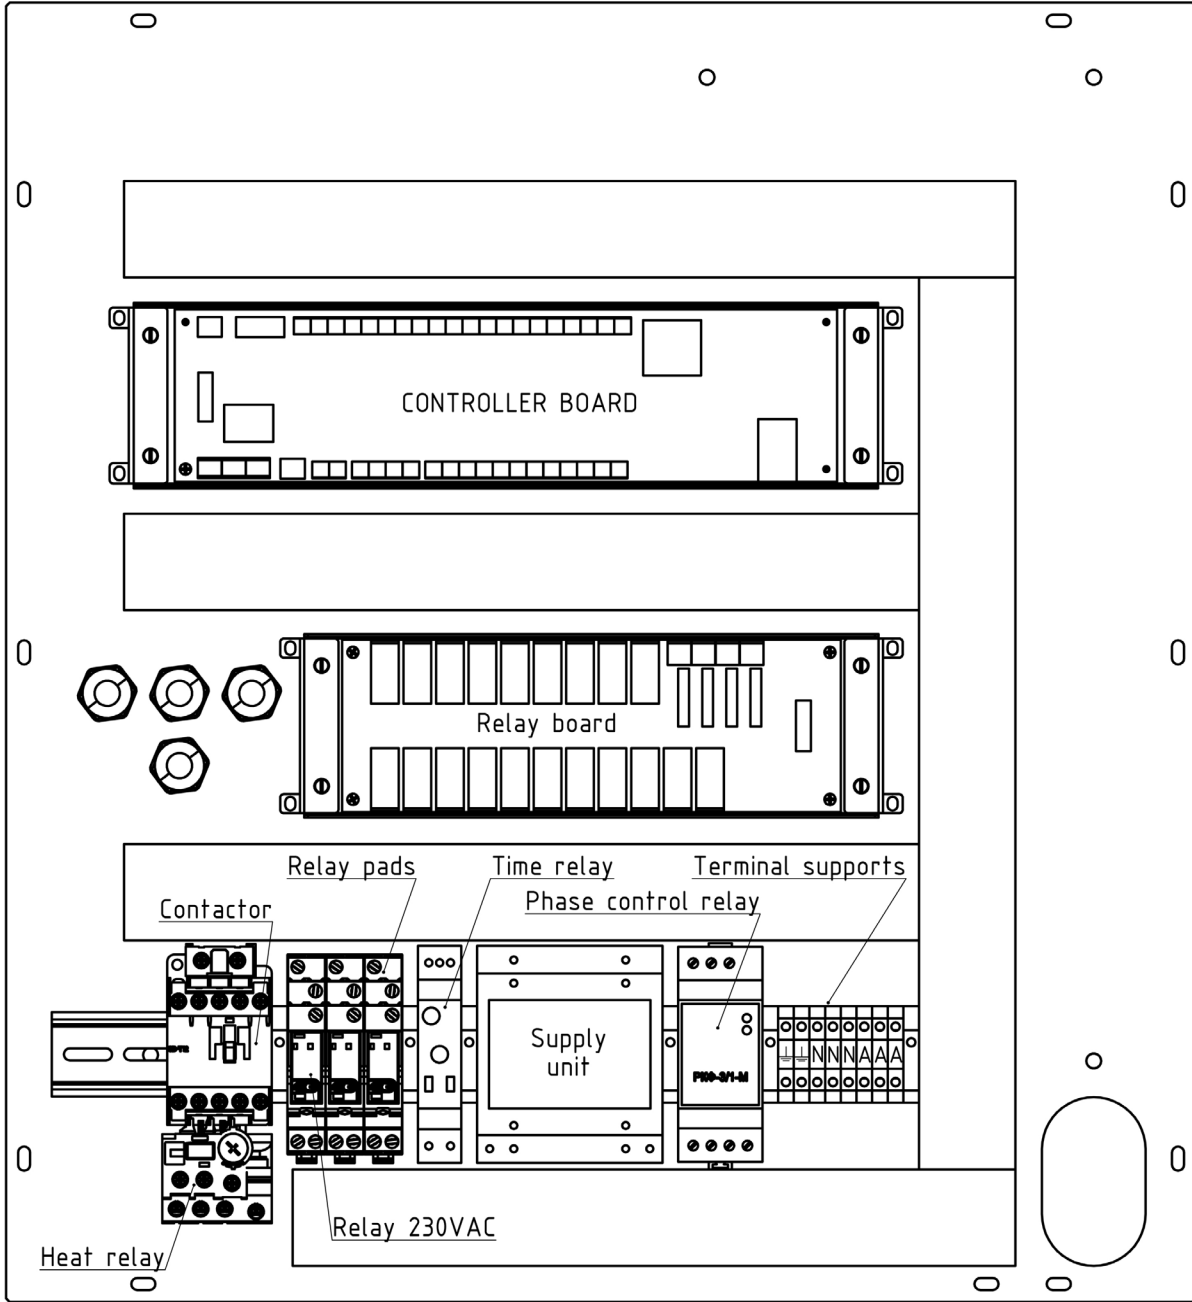 CONTROLLER BOARD
Relay board
Relay pads
Time relay
Terminal supports
Phase control relay
Contactor
Supply
unit
N N N A A A
Relay 230VAC
Heat relay